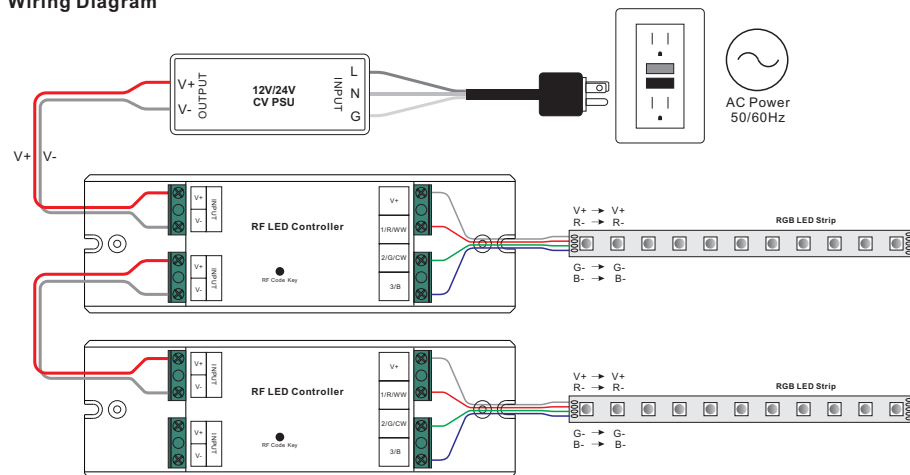 Wiring Diagram
V+
V-
OUTPUT
12V/24V
CV PSU
INPUT
L
N
G
AC Power
50/60Hz
V+
V-
V+
V-
INPUT
V+
V-
INPUT
RF LED Controller
RF Code Key
V+
1/R/WW
2/G/CW
3/B
V+ → V+
R- → R-
G- → G-
B- → B-
RGB LED Strip
V+
V-
INPUT
V+
V-
INPUT
RF LED Controller
RF Code Key
V+
1/R/WW
2/G/CW
3/B
V+ → V+
R- → R-
G- → G-
B- → B-
RGB LED Strip